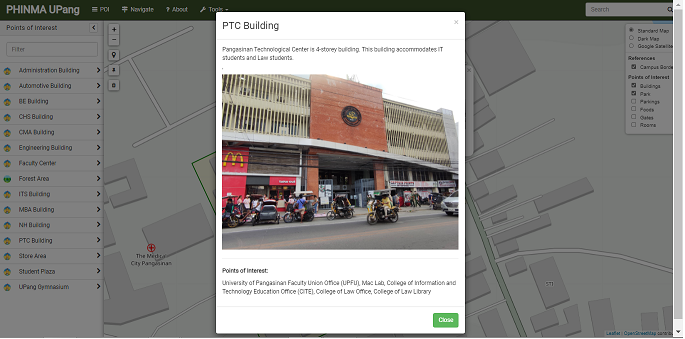 PHINMA UPang
POI
Navigate
? About
Tools
Search
Points of Interest
Filter
Administration Building
Automotive Building
BE Building
CHS Building
CMA Building
Engineering Building
Faculty Center
Forest Area
ITS Building
MBA Building
NH Building
PTC Building
Store Area
Student Plaza
UPang Gymnasium
+
−
The Medical
City Pangasinan
PTC Building
×
Pangasinan Technological Center is 4-storey building. This building accommodates IT
students and Law students.
Points of Interest:
University of Pangasinan Faculty Union Office (UPFU), Mac Lab, College of Information and
Technology Education Office (CITE), College of Law Office, College of Law Library
Close
Standard Map
Dark Map
Google Satellite
References
Campus Border
Points of Interest
Buildings
Park
Parkings
Foods
Gates
Rooms
STI
Leaflet | OpenStreetMap